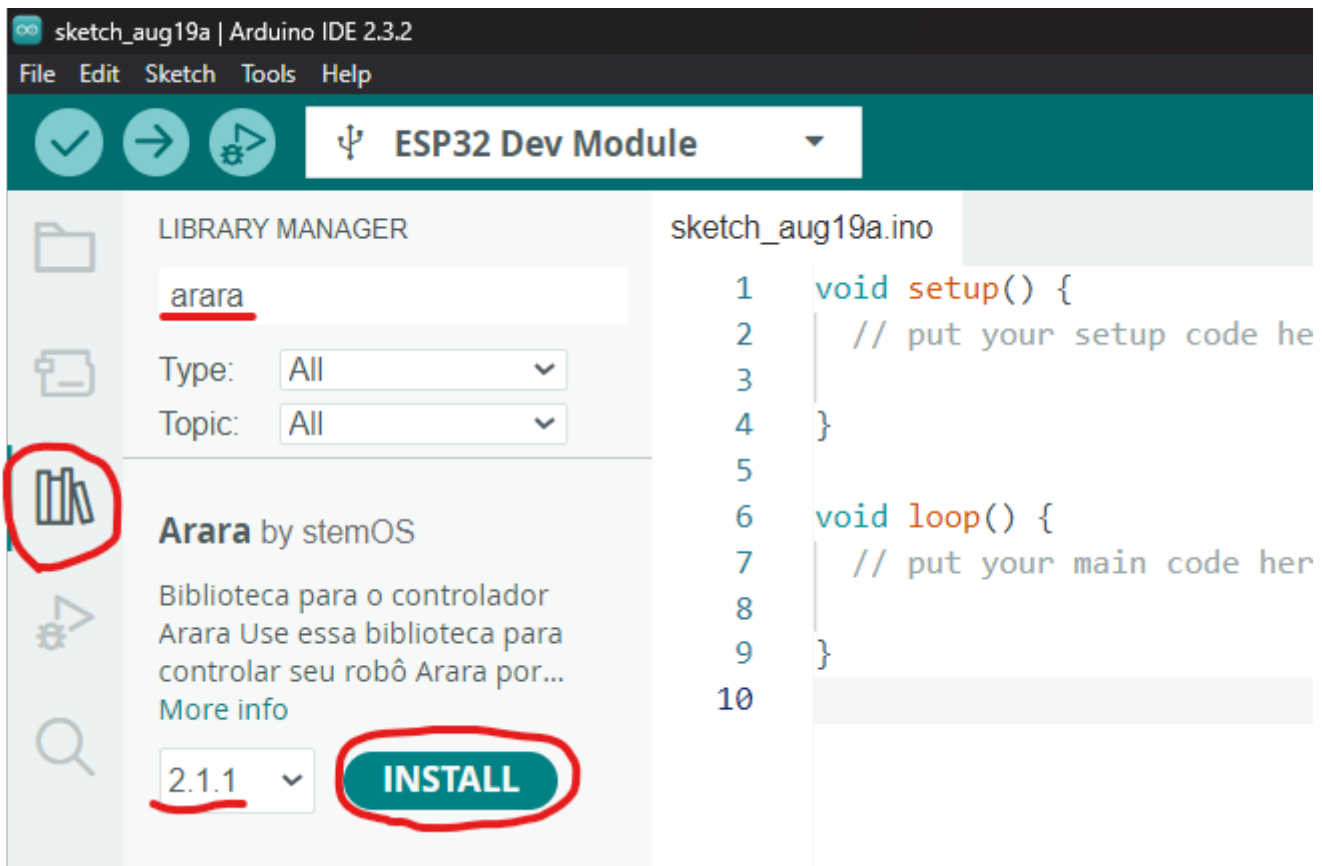 sketch_aug19a | Arduino IDE 2.3.2
File Edit Sketch Tools Help
ESP32 Dev Module
LIBRARY MANAGER
arara
Type: All
Topic: All
Arara by stemOS
Biblioteca para o controlador
Arara Use essa biblioteca para
controlar seu robô Arara por...
More info
2.1.1 INSTALL
sketch_aug19a.ino
1 void setup() {
2 // put your setup code he
3
4 }
5
6 void loop() {
7 // put your main code her
8
9 }
10